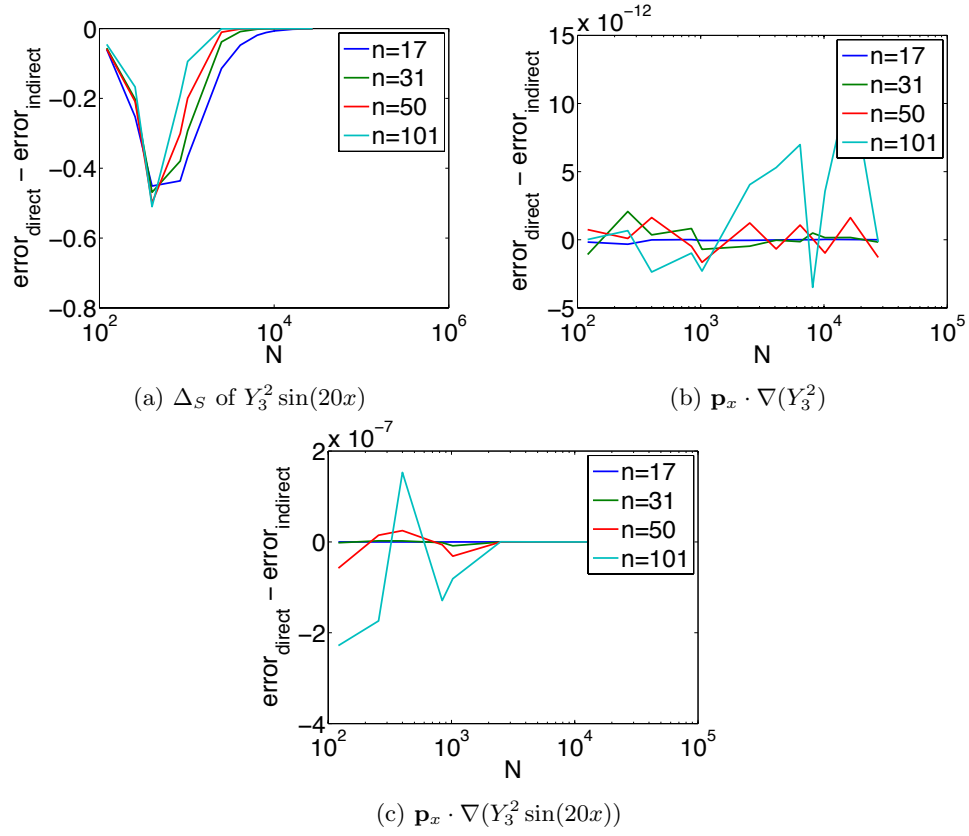 0
−0.2
−0.4
−0.6
−0.8
10^2
10^4
10^6
N
error_direct − error_indirect
n=17
n=31
n=50
n=101
(a) Δ_S of Y_3^2 sin(20x)
x 10^−12
15
10
5
0
−5
10^2
10^3
10^4
10^5
N
error_direct − error_indirect
n=17
n=31
n=50
n=101
(b) p_x · ∇(Y_3^2)
x 10^−7
2
0
−2
−4
10^2
10^3
10^4
10^5
N
error_direct − error_indirect
n=17
n=31
n=50
n=101
(c) p_x · ∇(Y_3^2 sin(20x))